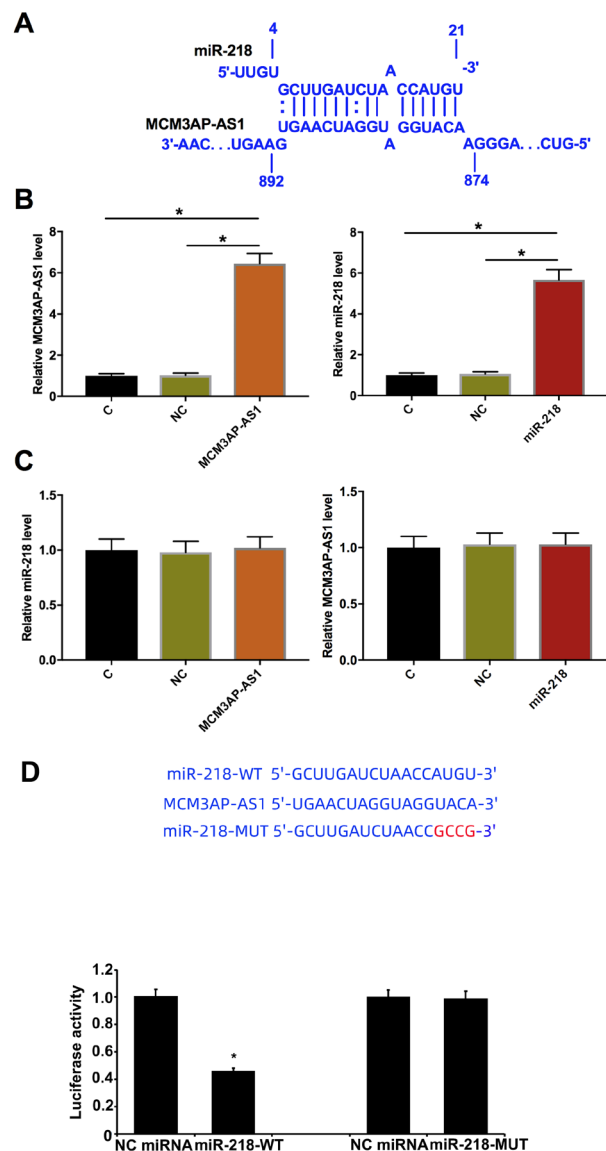 A
4
21
miR-218
5'-UUGU
A
-3'
GCUUGAUCUA CCAUGU
MCM3AP-AS1
UGAACUAGGU GGUACA
3'-AAC...UGAAG
A
AGGGA...CUG-5'
892
874
B
Relative MCM3AP-AS1 level
8
6
4
2
0
*
*
C
NC
MCM3AP-AS1
Relative miR-218 level
8
6
4
2
0
*
*
C
NC
miR-218
C
Relative miR-218 level
1.5
1.0
0.5
0.0
C
NC
MCM3AP-AS1
Relative MCM3AP-AS1 level
1.5
1.0
0.5
0.0
C
NC
miR-218
D
miR-218-WT 5'-GCUUGAUCUAACCAUGU-3'
MCM3AP-AS1 5'-UGAACUAGGUAGGUACA-3'
miR-218-MUT 5'-GCUUGAUCUAACCGCCG-3'
Luciferase activity
1.2
1.0
0.8
0.6
0.4
0.2
0
*
NC miRNA miR-218-WT
NC miRNA miR-218-MUT